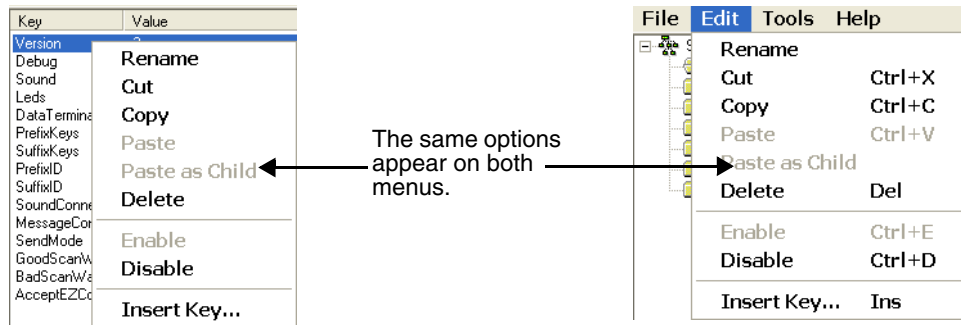 Key Value
Version
Debug
Sound
Leds
DataTermina
PrefixKeys
SuffixKeys
PrefixID
SuffixID
SoundConne
MessageCor
SendMode
GoodScanW
BadScanWa
AcceptEZCo
Rename
Cut
Copy
Paste
Paste as Child
Delete
Enable
Disable
Insert Key...
The same options
appear on both
menus.
File Edit Tools Help
Rename
Cut Ctrl+X
Copy Ctrl+C
Paste Ctrl+V
Paste as Child
Delete Del
Enable Ctrl+E
Disable Ctrl+D
Insert Key... Ins